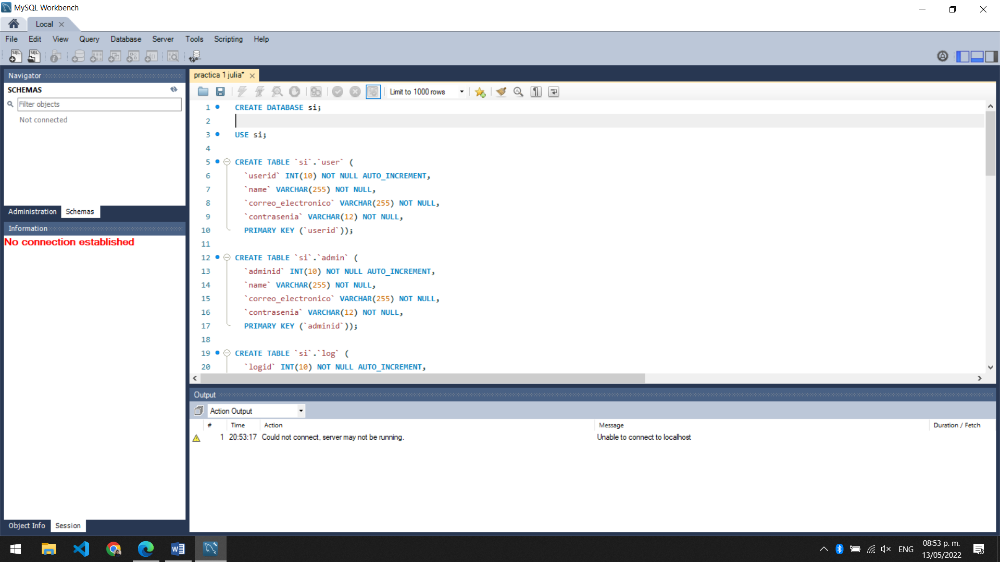 MySQL Workbench
Local
File Edit View Query Database Server Tools Scripting Help
Navigator
SCHEMAS
Filter objects
Not connected
Administration Schemas
Information
No connection established
Object Info Session
practica 1 julia*
Limit to 1000 rows
1 CREATE DATABASE si;
2
3 USE si;
4
5 CREATE TABLE `si`.`user` (
6 `userid` INT(10) NOT NULL AUTO_INCREMENT,
7 `name` VARCHAR(255) NOT NULL,
8 `correo_electronico` VARCHAR(255) NOT NULL,
9 `contrasenia` VARCHAR(12) NOT NULL,
10 PRIMARY KEY (`userid`));
11
12 CREATE TABLE `si`.`admin` (
13 `adminid` INT(10) NOT NULL AUTO_INCREMENT,
14 `name` VARCHAR(255) NOT NULL,
15 `correo_electronico` VARCHAR(255) NOT NULL,
16 `contrasenia` VARCHAR(12) NOT NULL,
17 PRIMARY KEY (`adminid`));
18
19 CREATE TABLE `si`.`log` (
20 `logid` INT(10) NOT NULL AUTO_INCREMENT,
Output
Action Output
# Time Action Message Duration / Fetch
1 20:53:17 Could not connect, server may not be running. Unable to connect to localhost
ENG
08:53 p. m.
13/05/2022